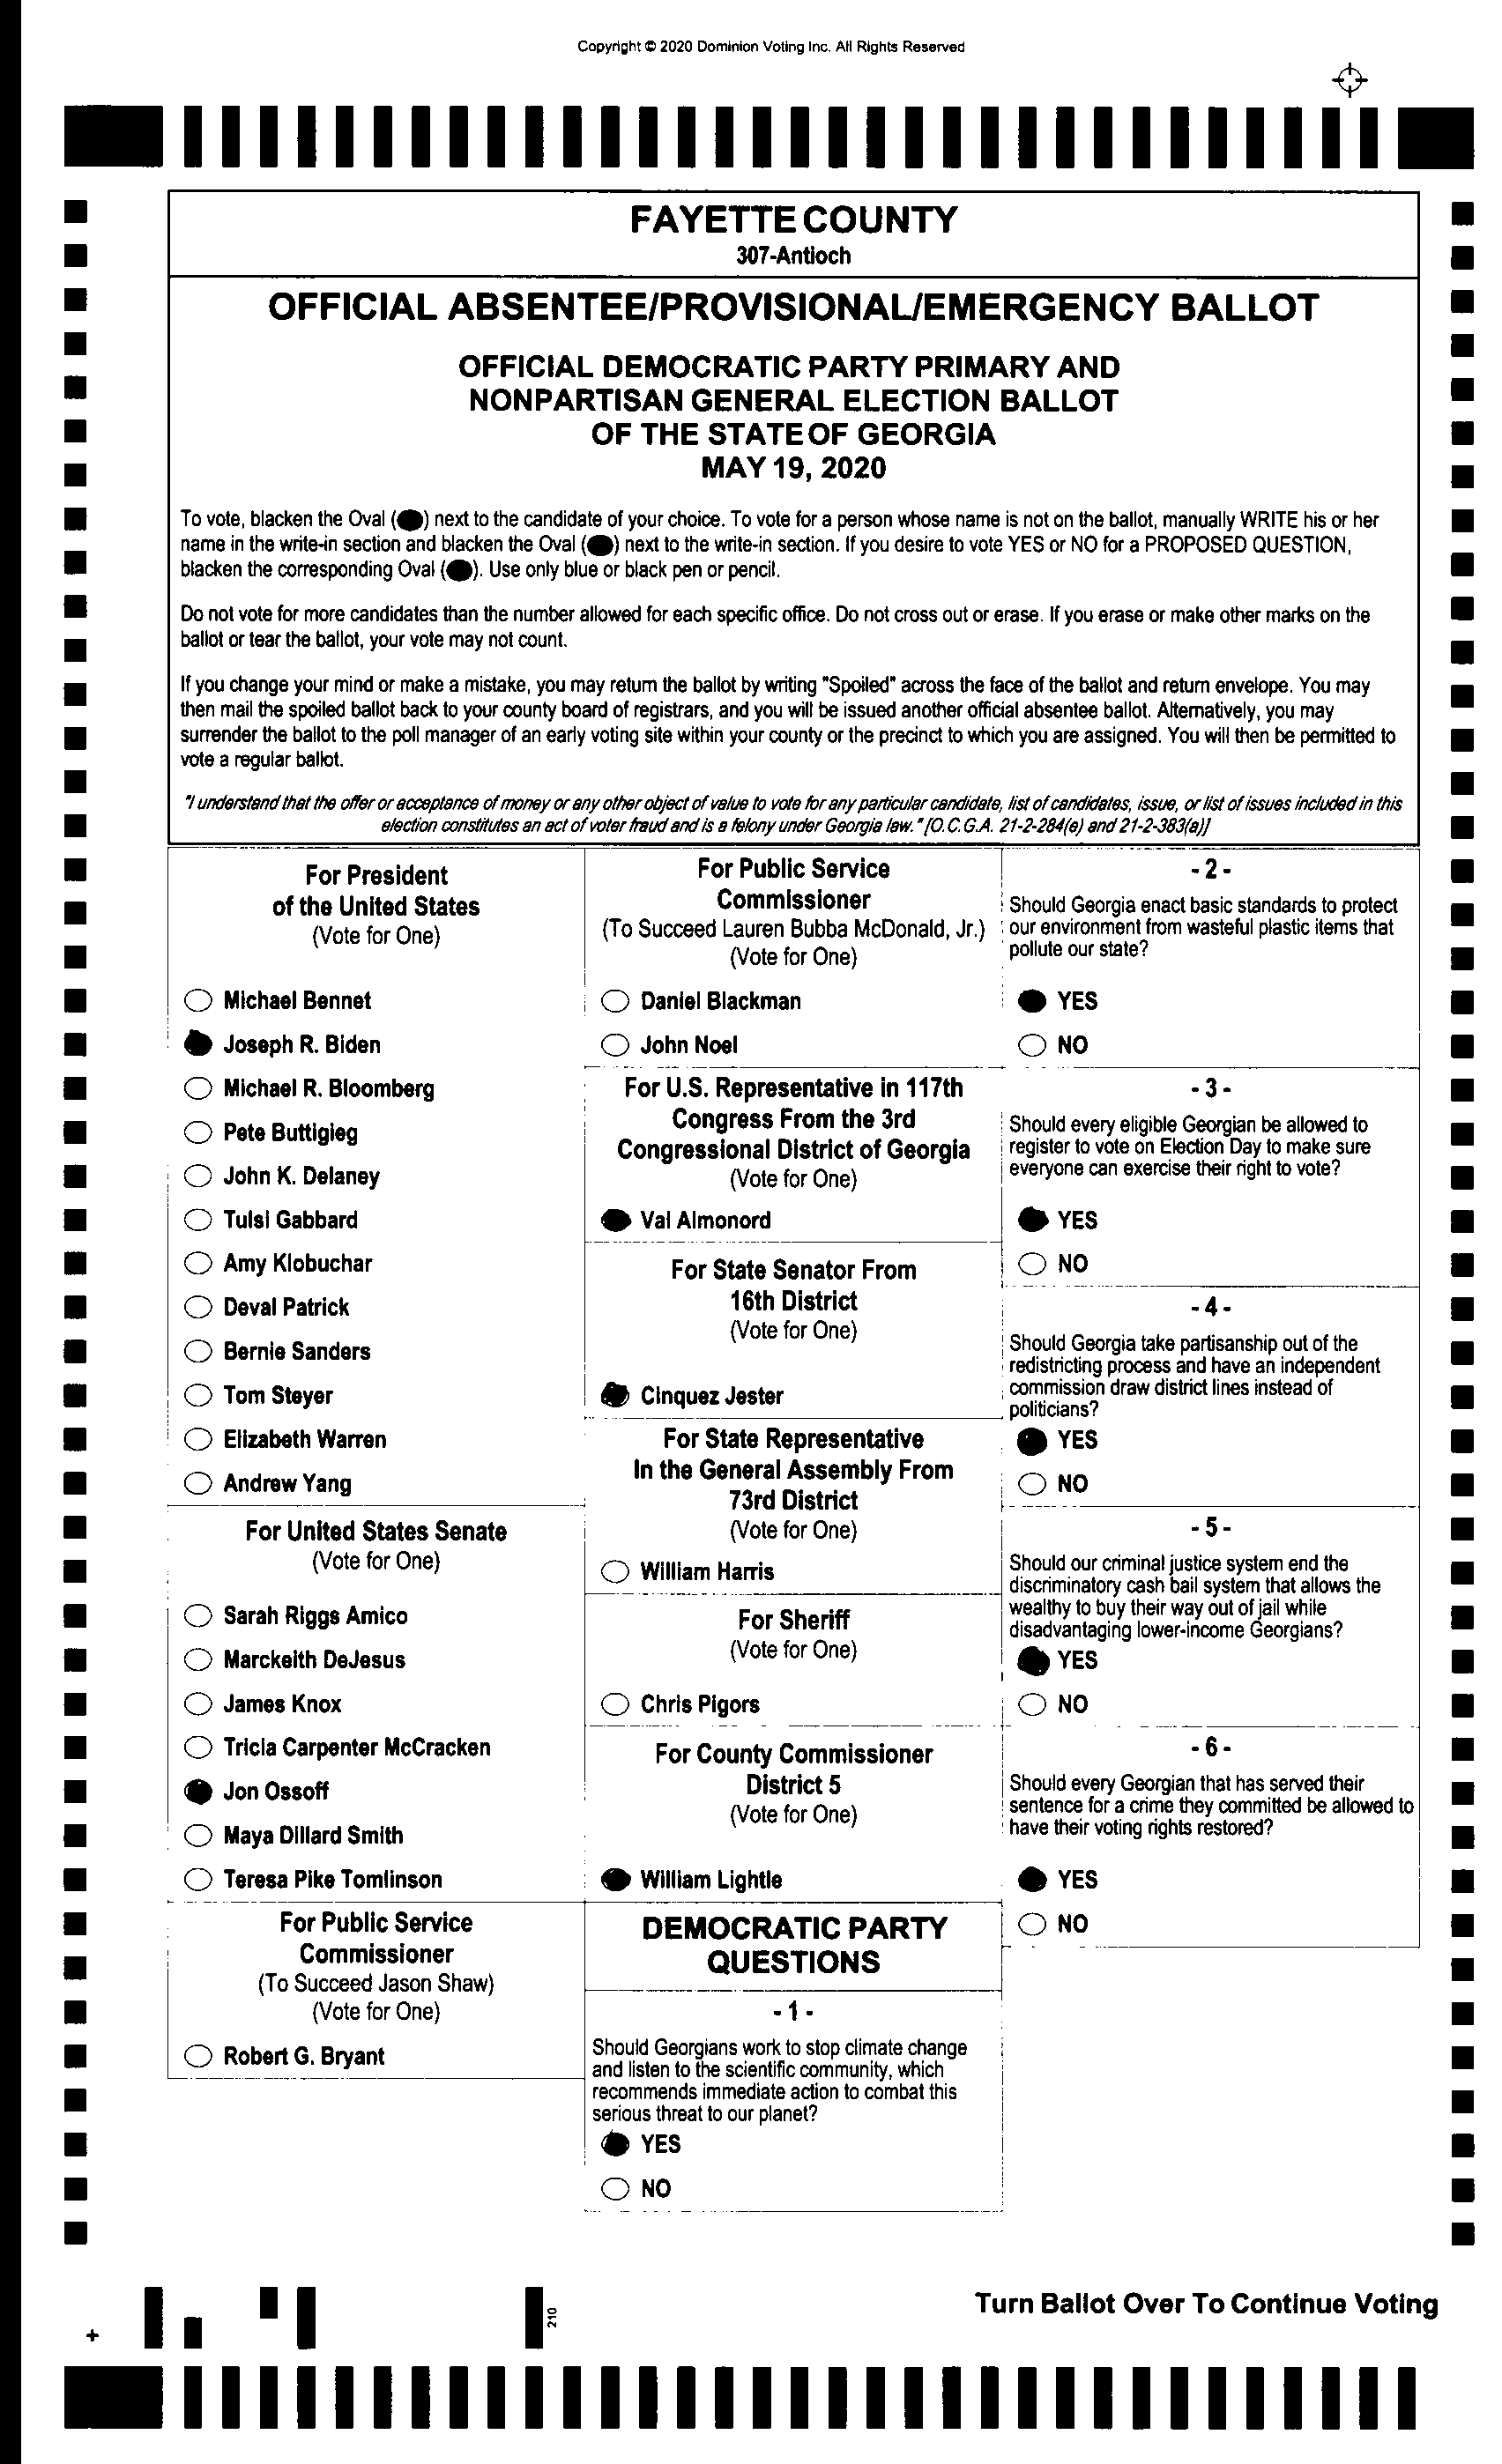 Copyright © 2020 Dominion Voting Inc. All Rights Reserved
FAYETTE COUNTY
307-Antioch
OFFICIAL ABSENTEE/PROVISIONAL/EMERGENCY BALLOT
OFFICIAL DEMOCRATIC PARTY PRIMARY AND
NONPARTISAN GENERAL ELECTION BALLOT
OF THE STATE OF GEORGIA
MAY 19, 2020
To vote, blacken the Oval ( ) next to the candidate of your choice. To vote for a person whose name is not on the ballot, manually WRITE his or her
name in the write-in section and blacken the Oval ( ) next to the write-in section. If you desire to vote YES or NO for a PROPOSED QUESTION,
blacken the corresponding Oval ( ). Use only blue or black pen or pencil.
Do not vote for more candidates than the number allowed for each specific office. Do not cross out or erase. If you erase or make other marks on the
ballot or tear the ballot, your vote may not count.
If you change your mind or make a mistake, you may return the ballot by writing "Spoiled" across the face of the ballot and return envelope. You may
then mail the spoiled ballot back to your county board of registrars, and you will be issued another official absentee ballot. Alternatively, you may
surrender the ballot to the poll manager of an early voting site within your county or the precinct to which you are assigned. You will then be permitted to
vote a regular ballot.
"I understand that the offer or acceptance of money or any other object of value to vote for any particular candidate, list of candidates, issue, or list of issues included in this
election constitutes an act of voter fraud and is a felony under Georgia law." [O.C.G.A. 21-2-284(e) and 21-2-383(a)]
For President
of the United States
(Vote for One)
Michael Bennet
Joseph R. Biden
Michael R. Bloomberg
Pete Buttigieg
John K. Delaney
Tulsi Gabbard
Amy Klobuchar
Deval Patrick
Bernie Sanders
Tom Steyer
Elizabeth Warren
Andrew Yang
For United States Senate
(Vote for One)
Sarah Riggs Amico
Marckeith DeJesus
James Knox
Tricia Carpenter McCracken
Jon Ossoff
Maya Dillard Smith
Teresa Pike Tomlinson
For Public Service
Commissioner
(To Succeed Jason Shaw)
(Vote for One)
Robert G. Bryant
For Public Service
Commissioner
(To Succeed Lauren Bubba McDonald, Jr.)
(Vote for One)
Daniel Blackman
John Noel
For U.S. Representative in 117th
Congress From the 3rd
Congressional District of Georgia
(Vote for One)
Val Almonord
For State Senator From
16th District
(Vote for One)
Cinquez Jester
For State Representative
In the General Assembly From
73rd District
(Vote for One)
William Harris
For Sheriff
(Vote for One)
Chris Pigors
For County Commissioner
District 5
(Vote for One)
William Lightle
DEMOCRATIC PARTY
QUESTIONS
- 1 -
Should Georgians work to stop climate change
and listen to the scientific community, which
recommends immediate action to combat this
serious threat to our planet?
YES
NO
- 2 -
Should Georgia enact basic standards to protect
our environment from wasteful plastic items that
pollute our state?
YES
NO
- 3 -
Should every eligible Georgian be allowed to
register to vote on Election Day to make sure
everyone can exercise their right to vote?
YES
NO
- 4 -
Should Georgia take partisanship out of the
redistricting process and have an independent
commission draw district lines instead of
politicians?
YES
NO
- 5 -
Should our criminal justice system end the
discriminatory cash bail system that allows the
wealthy to buy their way out of jail while
disadvantaging lower-income Georgians?
YES
NO
- 6 -
Should every Georgian that has served their
sentence for a crime they committed be allowed to
have their voting rights restored?
YES
NO
Turn Ballot Over To Continue Voting
210
+